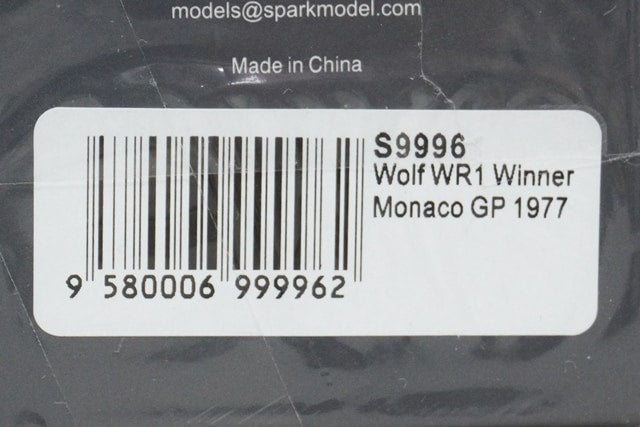 models@sparkmodel.com
Made in China
S9996
Wolf WR1 Winner
Monaco GP 1977
9 580006 999962